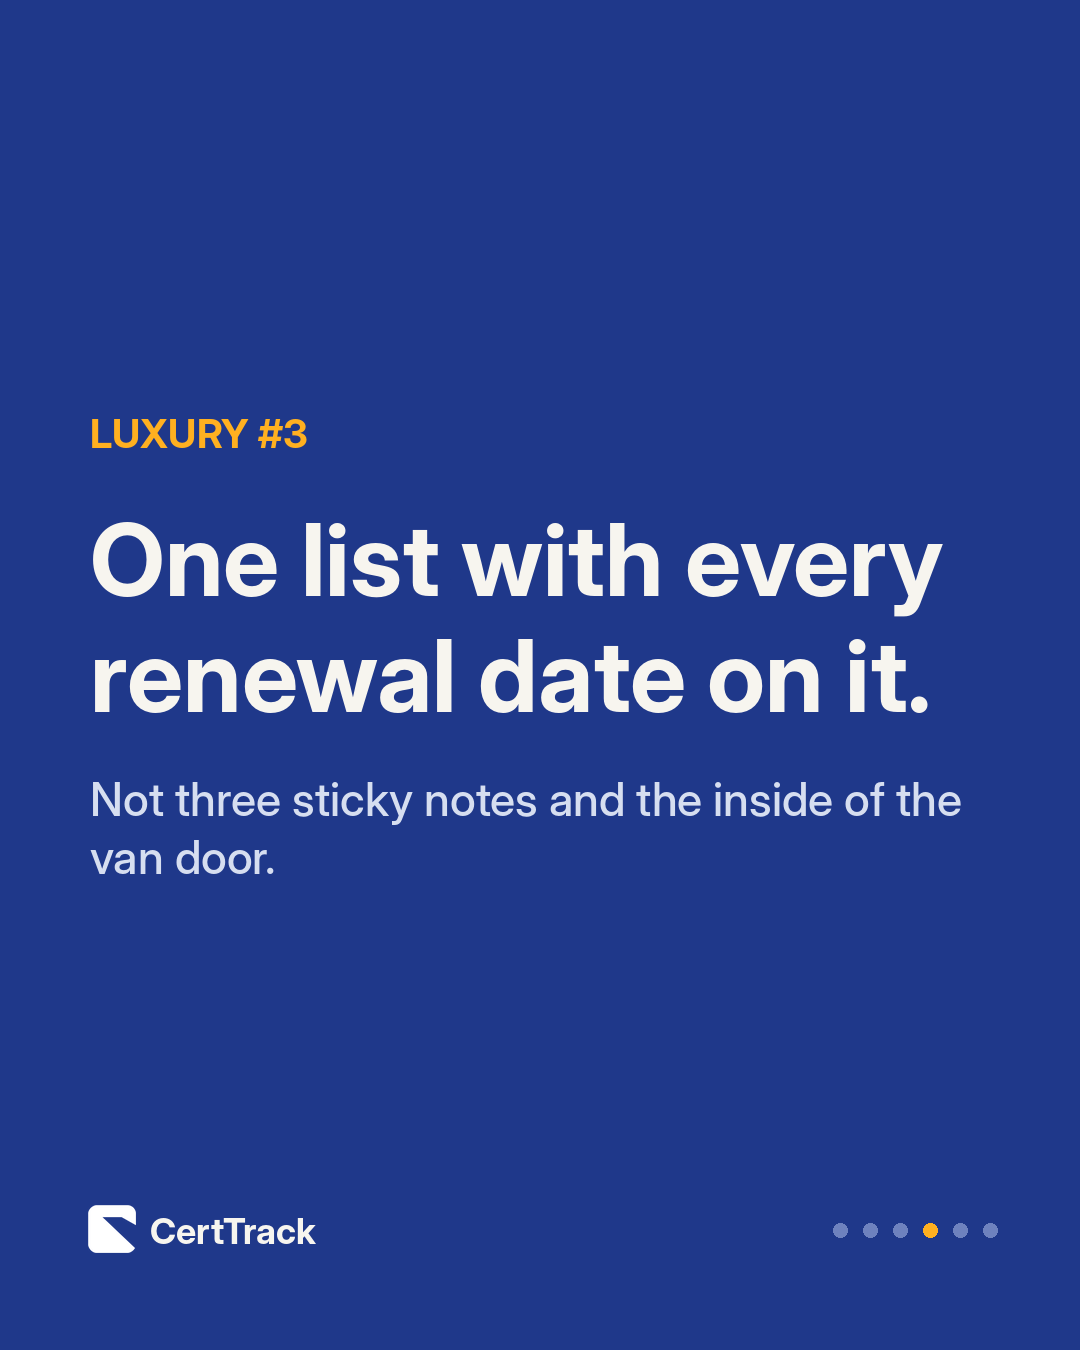 LUXURY #3
One list with every
renewal date on it.
Not three sticky notes and the inside of the
van door.
CertTrack